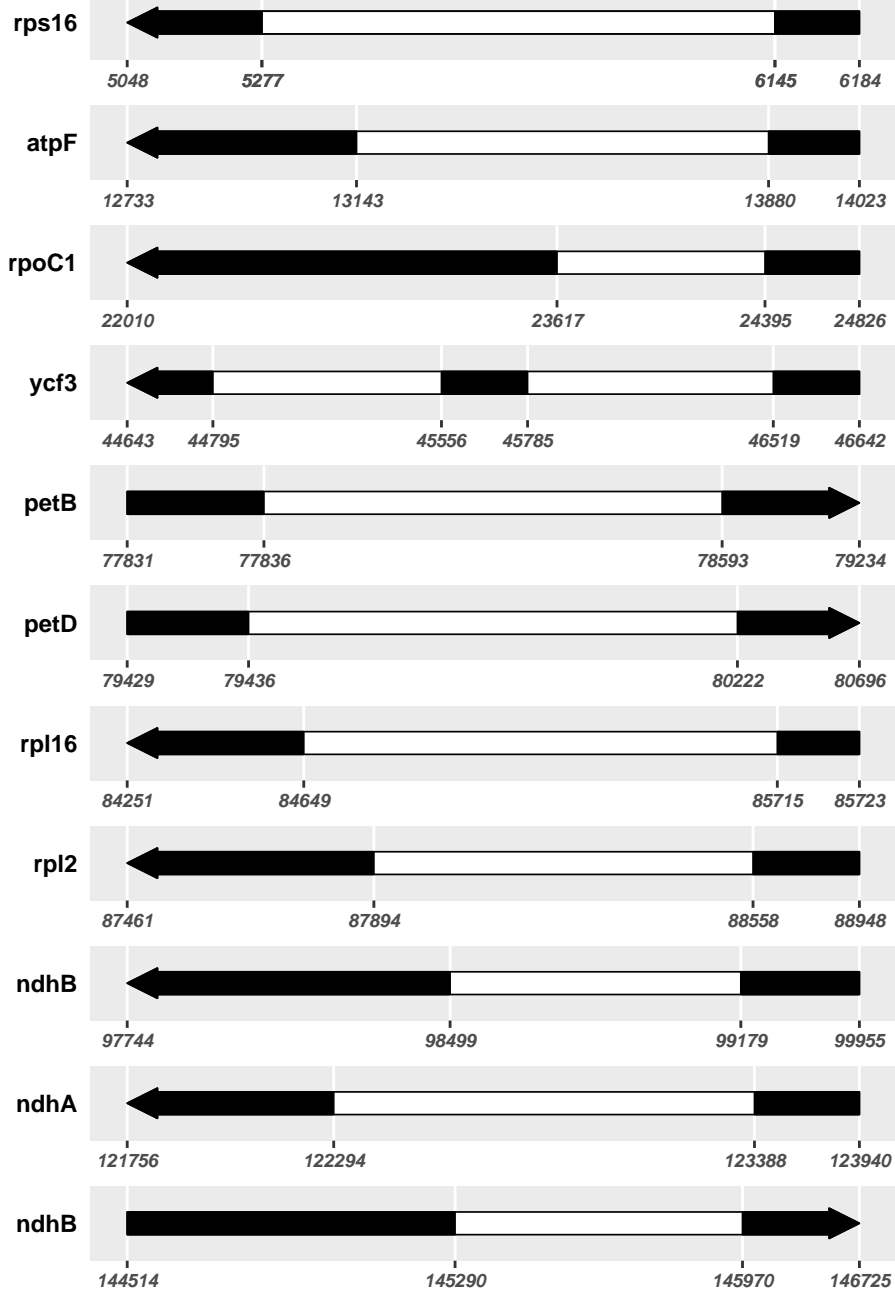 rps16
5048 5277 6145 6184
atpF
12733 13143 13880 14023
rpoC1
22010 23617 24395 24826
ycf3
44643 44795 45556 45785 46519 46642
petB
77831 77836 78593 79234
petD
79429 79436 80222 80696
rpl16
84251 84649 85715 85723
rpl2
87461 87894 88558 88948
ndhB
97744 98499 99179 99955
ndhA
121756 122294 123388 123940
ndhB
144514 145290 145970 146725